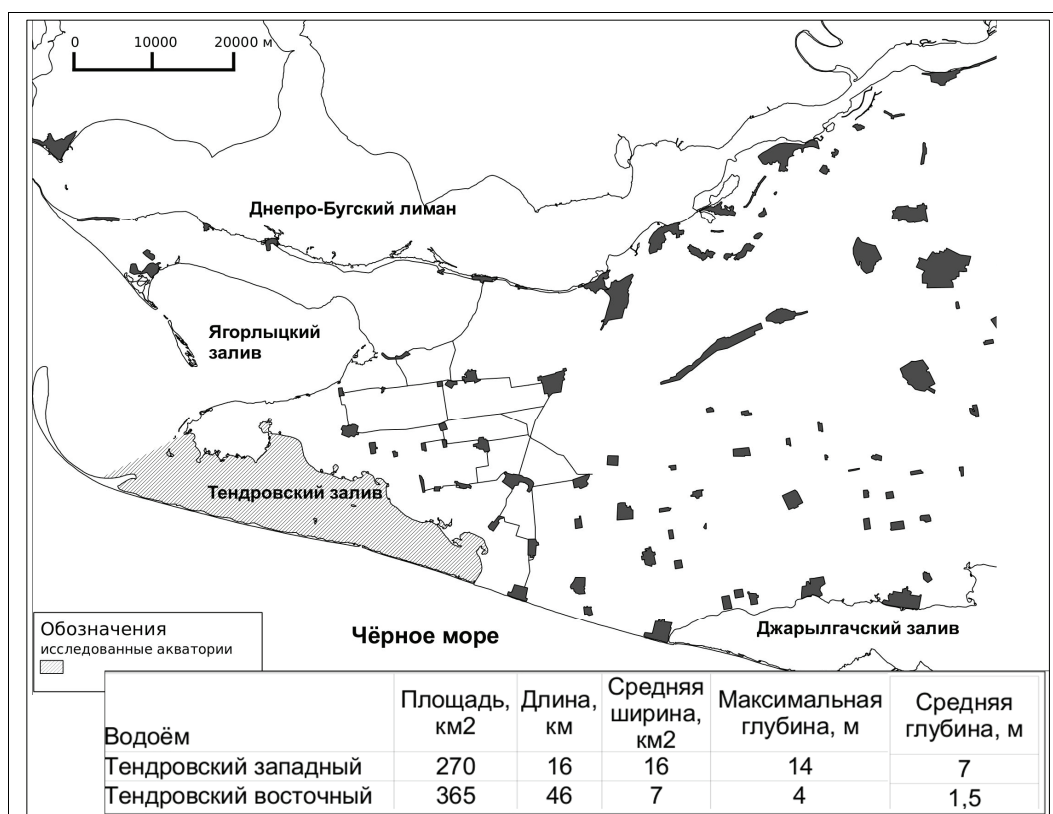 0 10000 20000 м
Днепро-Бугский лиман
Ягорлыцкий
залив
Тендровский залив
Чёрное море
Джарылгачский залив
Обозначения
исследованные акватории
Водоём Площадь, км2 Длина, км Средняя ширина, км2 Максимальная глубина, м Средняя глубина, м
Тендровский западный 270 16 16 14 7
Тендровский восточный 365 46 7 4 1,5